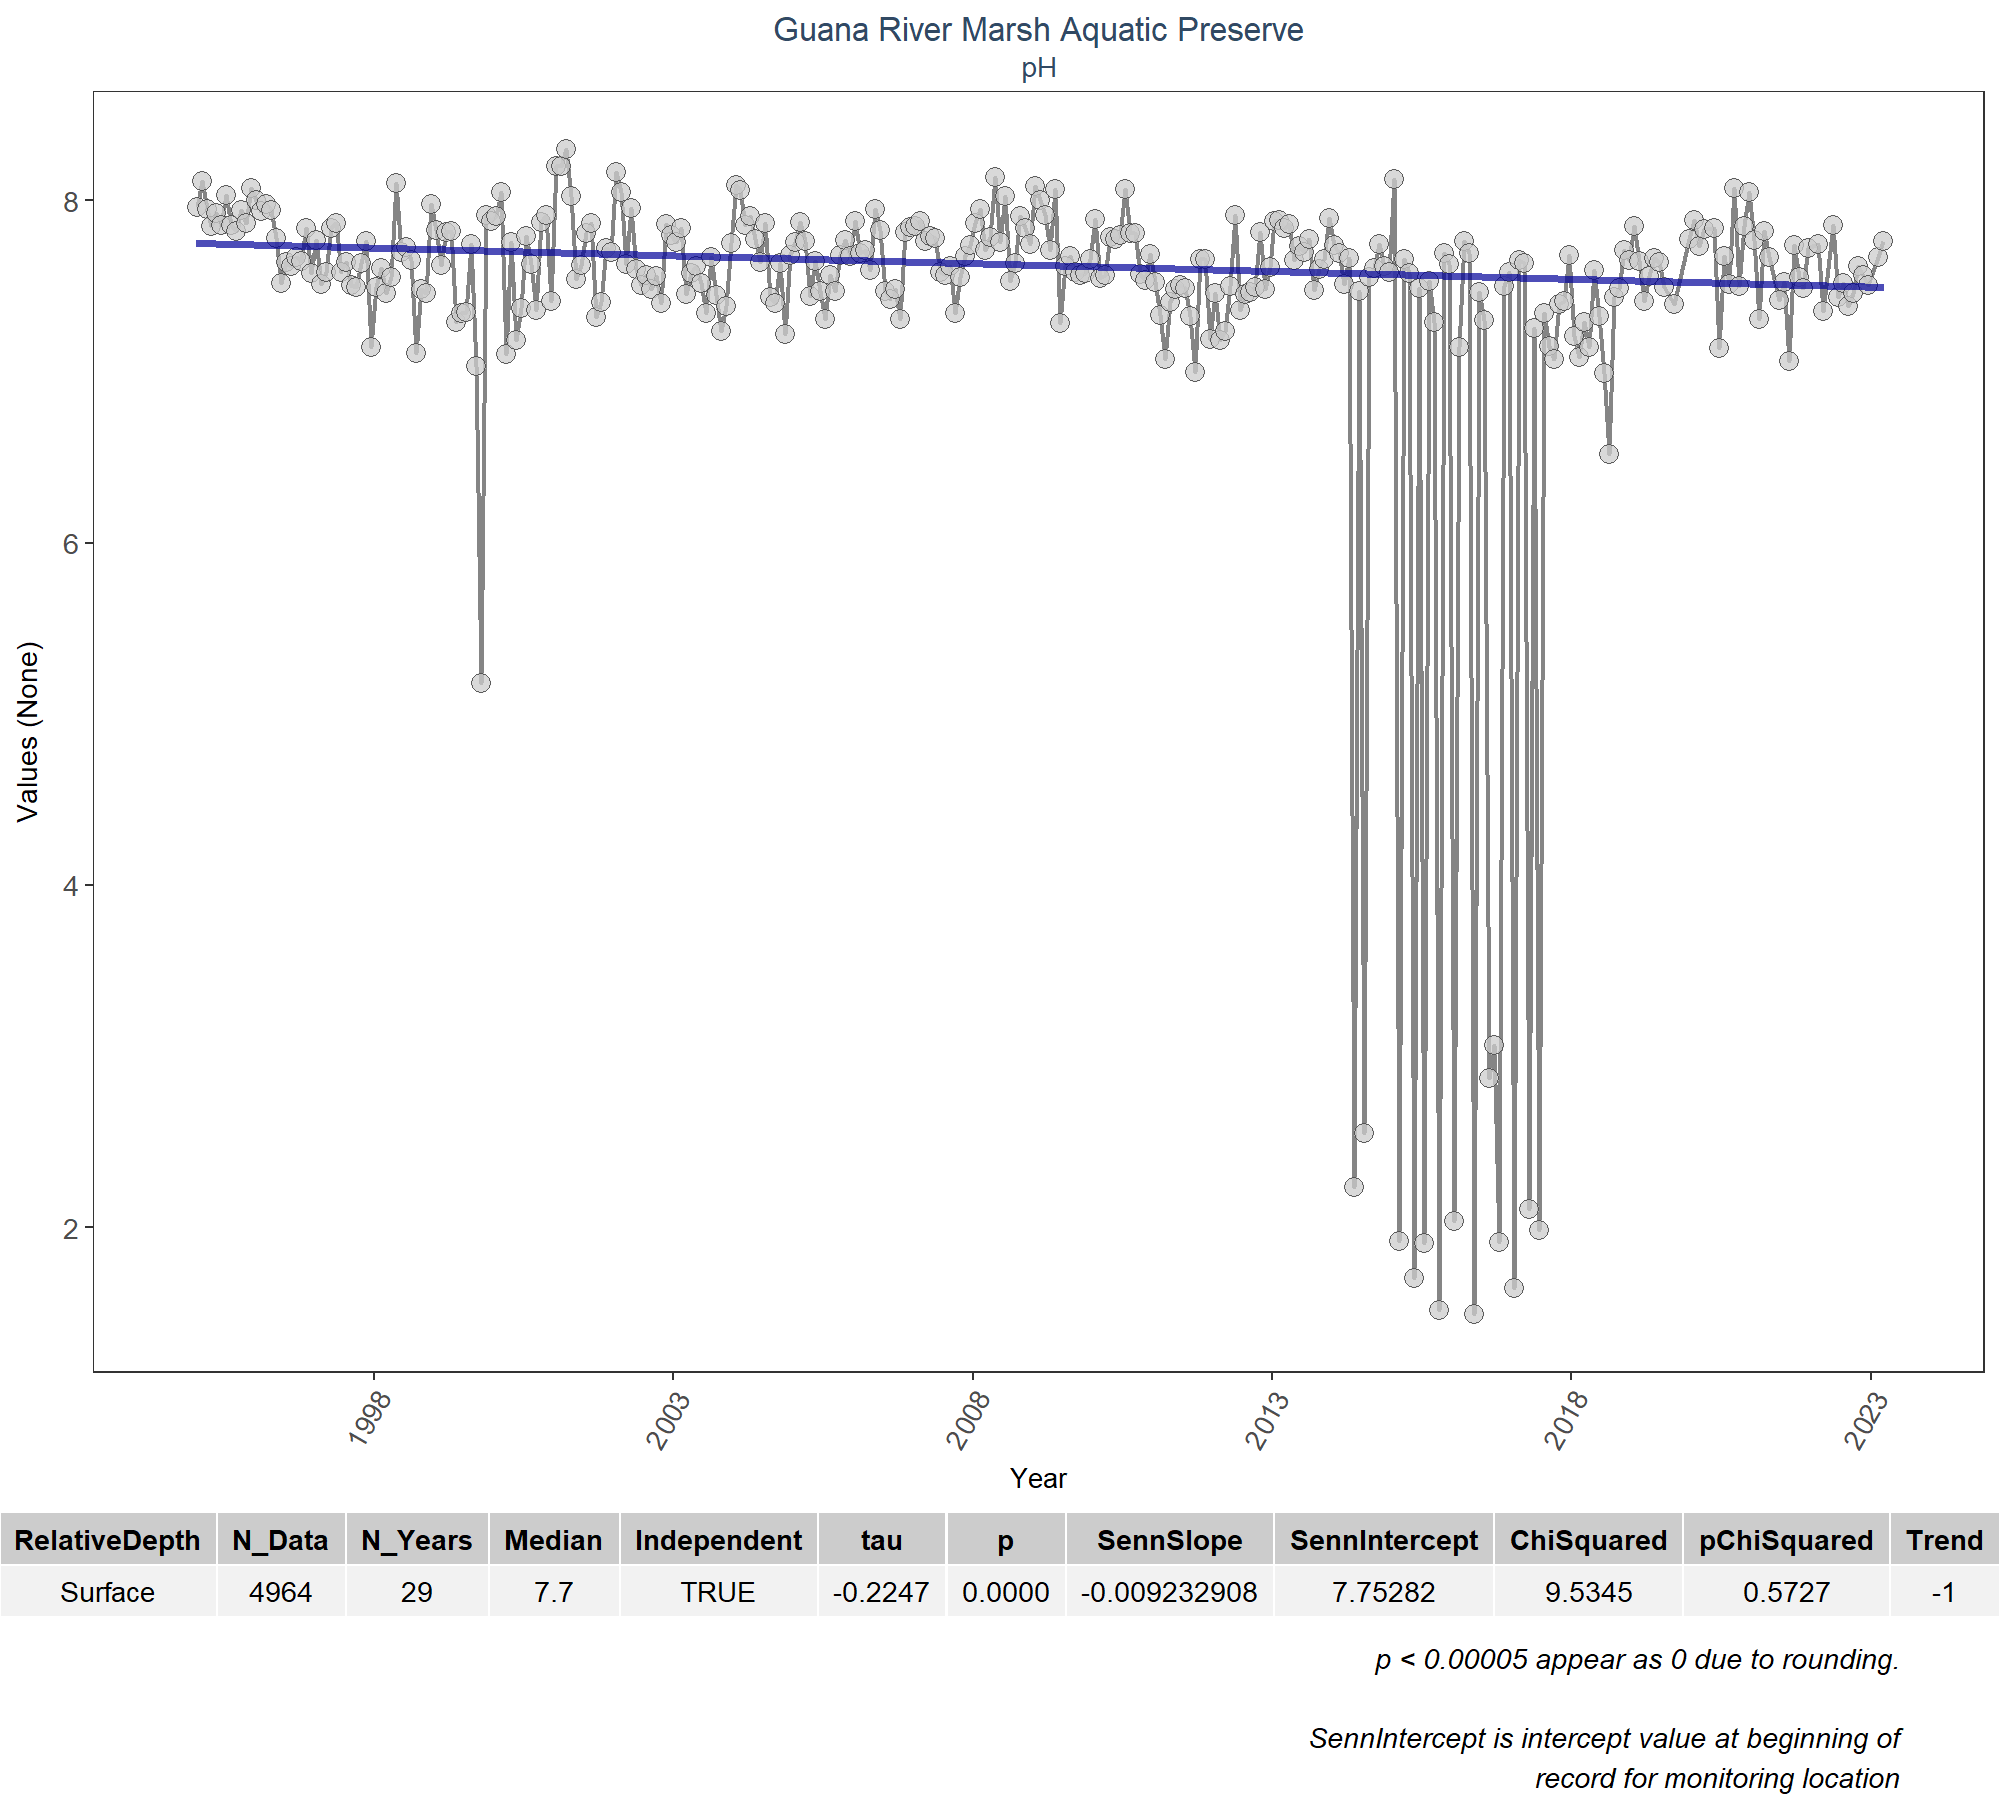 Guana River Marsh Aquatic Preserve
pH
8
6
4
2
Values (None)
1998 2003 2008 2013 2018 2023
Year
RelativeDepth N_Data N_Years Median Independent tau p SennSlope SennIntercept ChiSquared pChiSquared Trend
Surface 4964 29 7.7 TRUE -0.2247 0.0000 -0.009232908 7.75282 9.5345 0.5727 -1
p < 0.00005 appear as 0 due to rounding.
SennIntercept is intercept value at beginning of
record for monitoring location